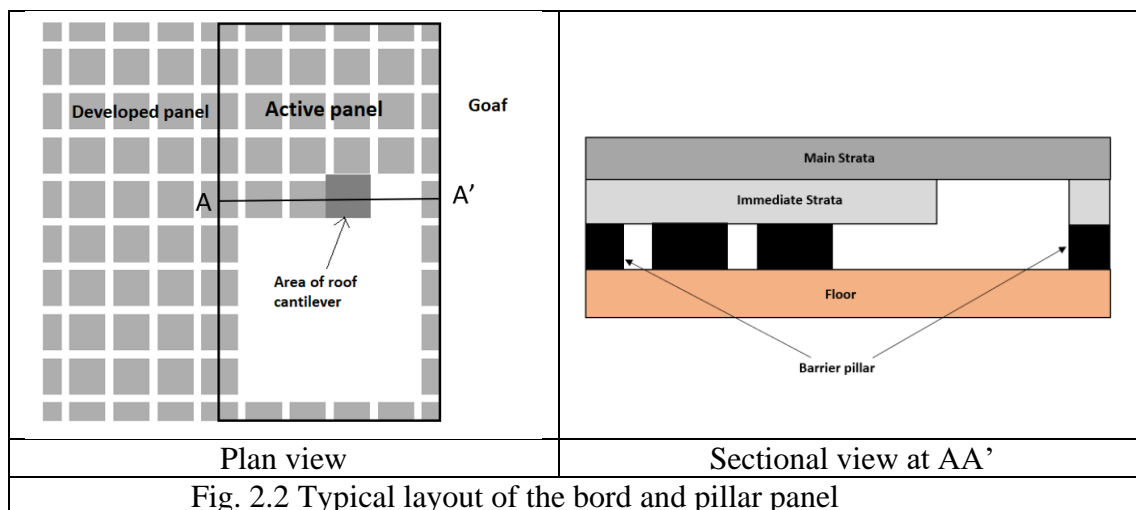 Developed panel
Active panel
Goaf
A
A'
Area of roof
cantilever
Main Strata
Immediate Strata
Floor
Barrier pillar
Plan view
Sectional view at AA’
Fig. 2.2 Typical layout of the bord and pillar panel